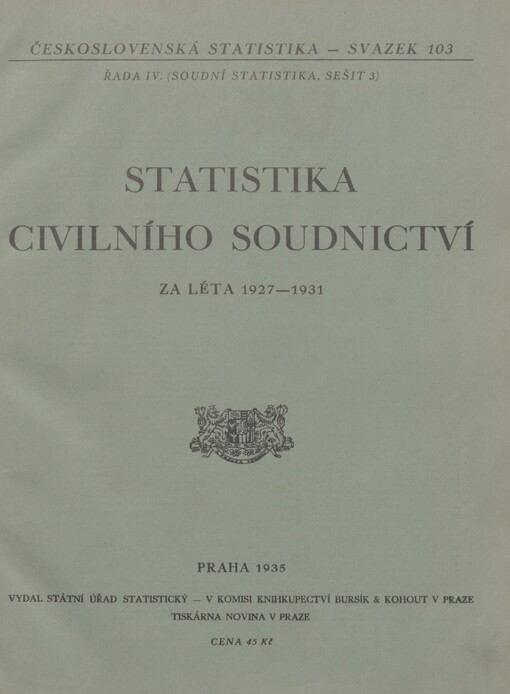 ČESKOSLOVENSKÁ STATISTIKA – SVAZEK 103
ŘADA IV. (SOUDNÍ STATISTIKA, SEŠIT 3)
STATISTIKA
CIVILNÍHO SOUDNICTVÍ
ZA LÉTA 1927—1931
PRAHA 1935
VYDAL STÁTNÍ ÚŘAD STATISTICKÝ – V KOMISI KNIHKUPECTVÍ BURSÍK & KOHOUT V PRAZE
TISKÁRNA NOVINA V PRAZE
CENA 45 Kč